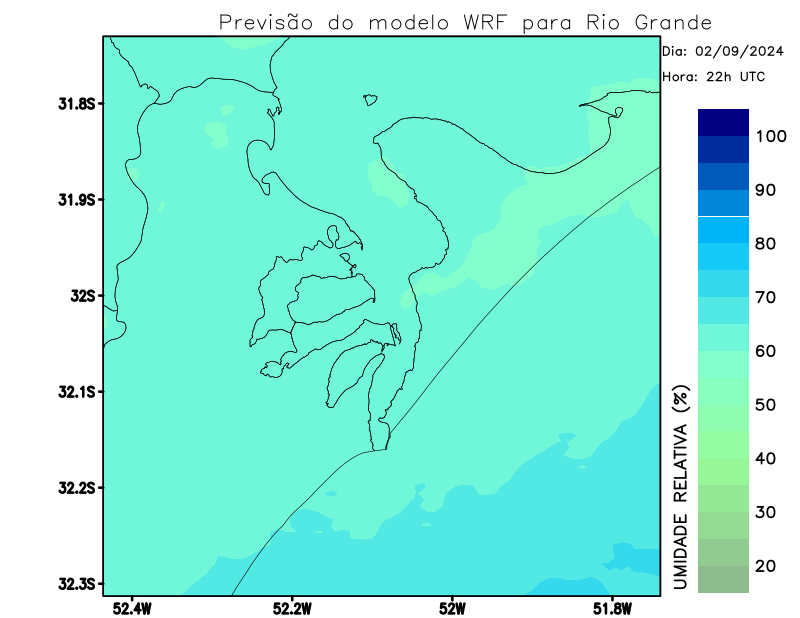 Previsão do modelo WRF para Rio Grande
Dia: 02/09/2024
Hora: 22h UTC
31.8S
31.9S
32S
32.1S
32.2S
32.3S
52.4W
52.2W
52W
51.8W
100
90
80
70
60
50
40
30
20
UMIDADE RELATIVA (%)